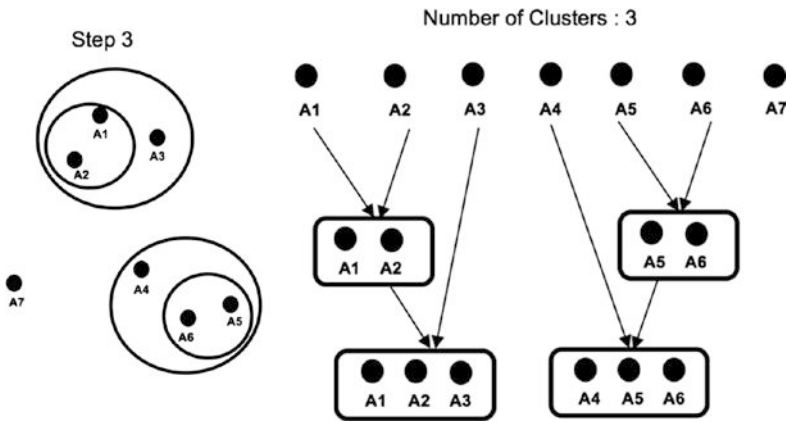 Number of Clusters : 3
Step 3
A1
A2
A3
A7
A4
A5
A6
A1 A2 A3 A4 A5 A6 A7
A1 A2
A5 A6
A1 A2 A3
A4 A5 A6